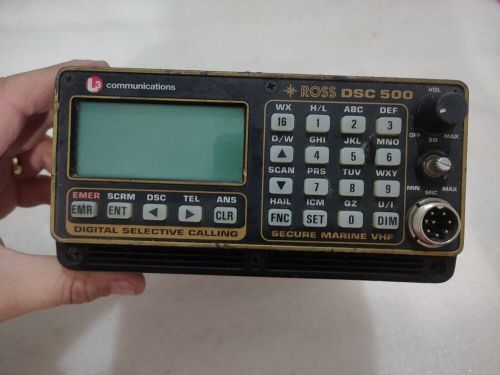 L3 communications
ROSS DSC 500
VOL
WX H/L ABC DEF
16 1 2 3
D/W GHI JKL MNO
▲ 4 5 6
OFF SQ MAX
SCAN PRS TUV WXY
▼ 7 8 9
MIN MIC MAX
EMER SCRM DSC TEL ANS
EMR ENT ◀ ▶ CLR
HAIL ICM QZ U/I
FNC SET 0 DIM
DIGITAL SELECTIVE CALLING
SECURE MARINE VHF